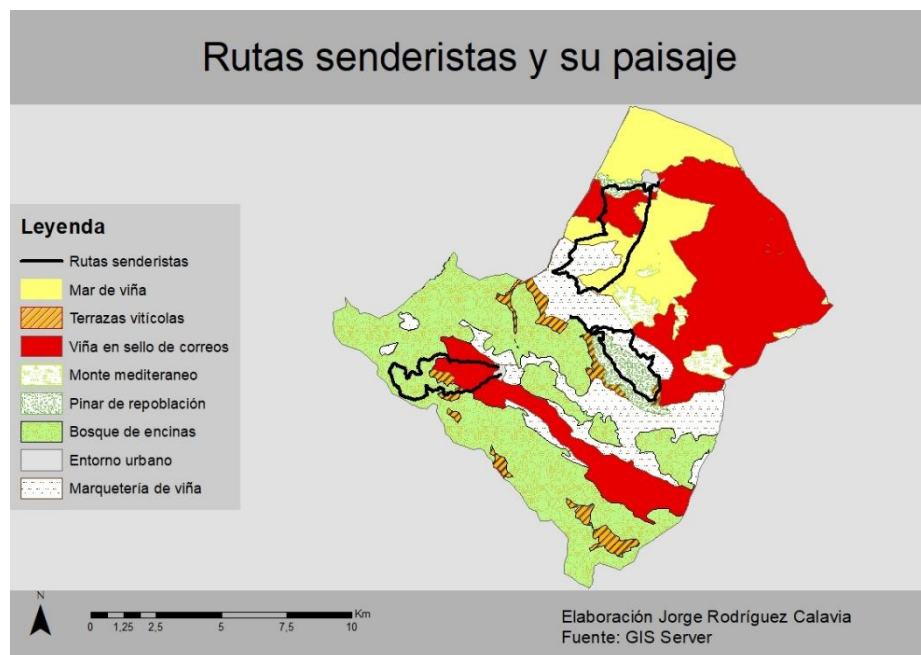 Rutas senderistas y su paisaje
Leyenda
Rutas senderistas
Mar de viña
Terrazas vitícolas
Viña en sello de correos
Monte mediteraneo
Pinar de repoblación
Bosque de encinas
Entorno urbano
Marquetería de viña
N
Km
0 1,25 2,5 5 7,5 10
Elaboración Jorge Rodríguez Calavia
Fuente: GIS Server